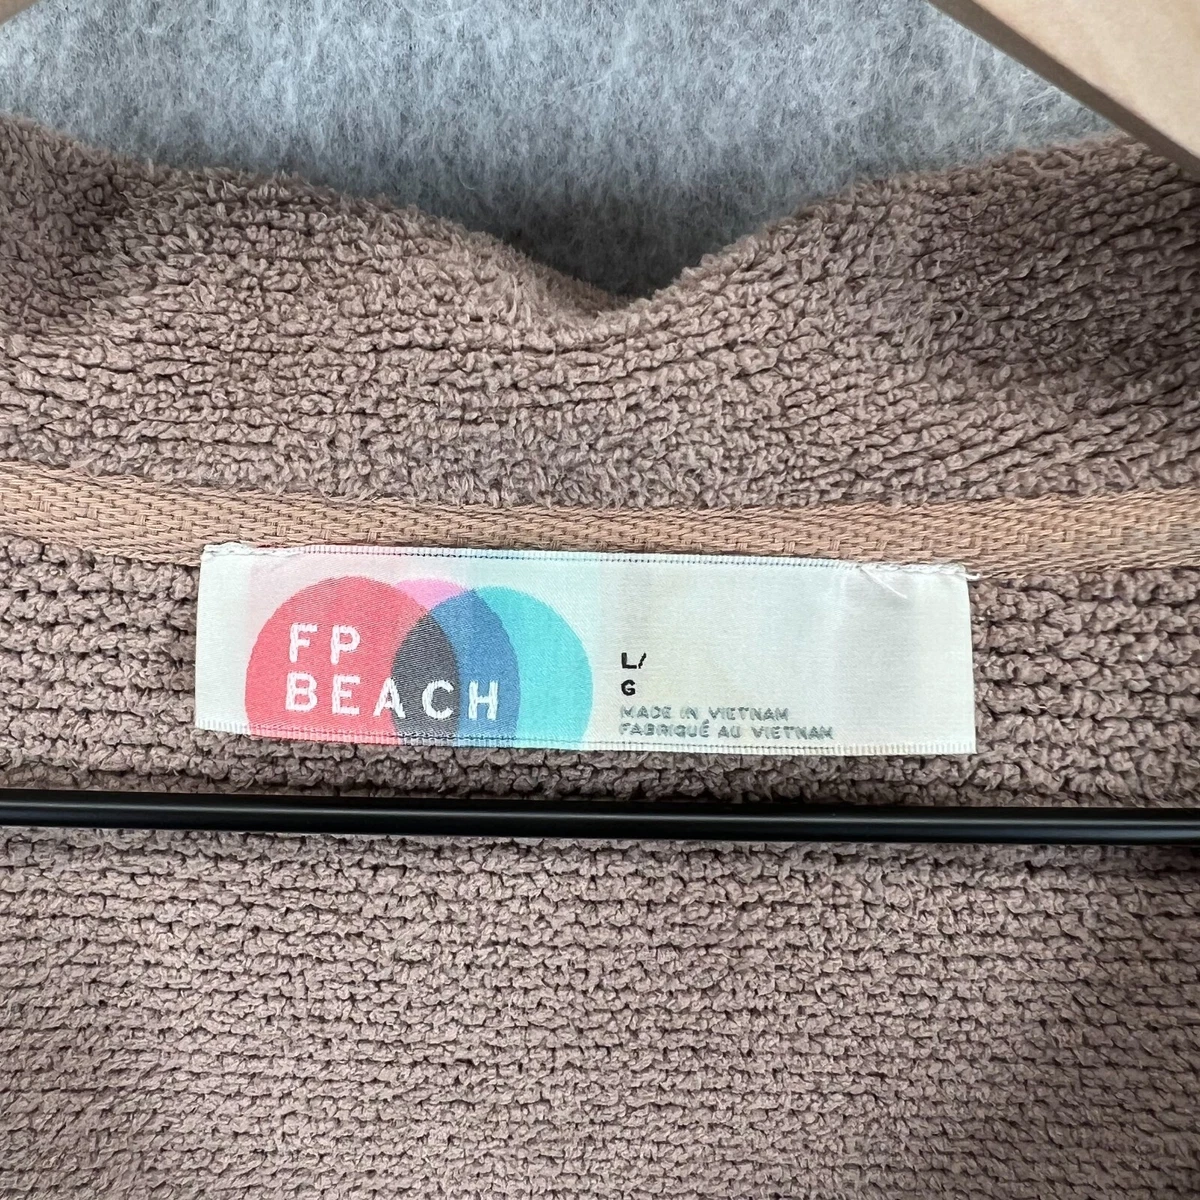 FP
BEACH
L/
G
MADE IN VIETNAM
FABRIQUÉ AU VIETNAM